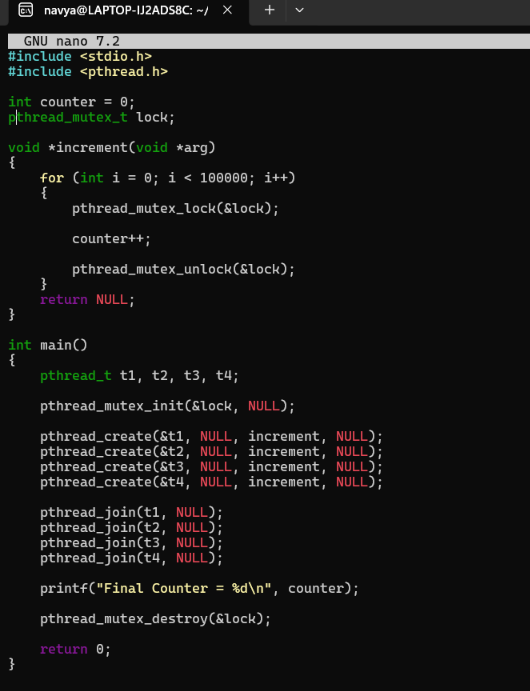 navya@LAPTOP-IJ2ADS8C: ~/
GNU nano 7.2
#include <stdio.h>
#include <pthread.h>

int counter = 0;
pthread_mutex_t lock;

void *increment(void *arg)
{
    for (int i = 0; i < 100000; i++)
    {
        pthread_mutex_lock(&lock);

        counter++;

        pthread_mutex_unlock(&lock);
    }
    return NULL;
}

int main()
{
    pthread_t t1, t2, t3, t4;

    pthread_mutex_init(&lock, NULL);

    pthread_create(&t1, NULL, increment, NULL);
    pthread_create(&t2, NULL, increment, NULL);
    pthread_create(&t3, NULL, increment, NULL);
    pthread_create(&t4, NULL, increment, NULL);

    pthread_join(t1, NULL);
    pthread_join(t2, NULL);
    pthread_join(t3, NULL);
    pthread_join(t4, NULL);

    printf("Final Counter = %d\n", counter);

    pthread_mutex_destroy(&lock);

    return 0;
}